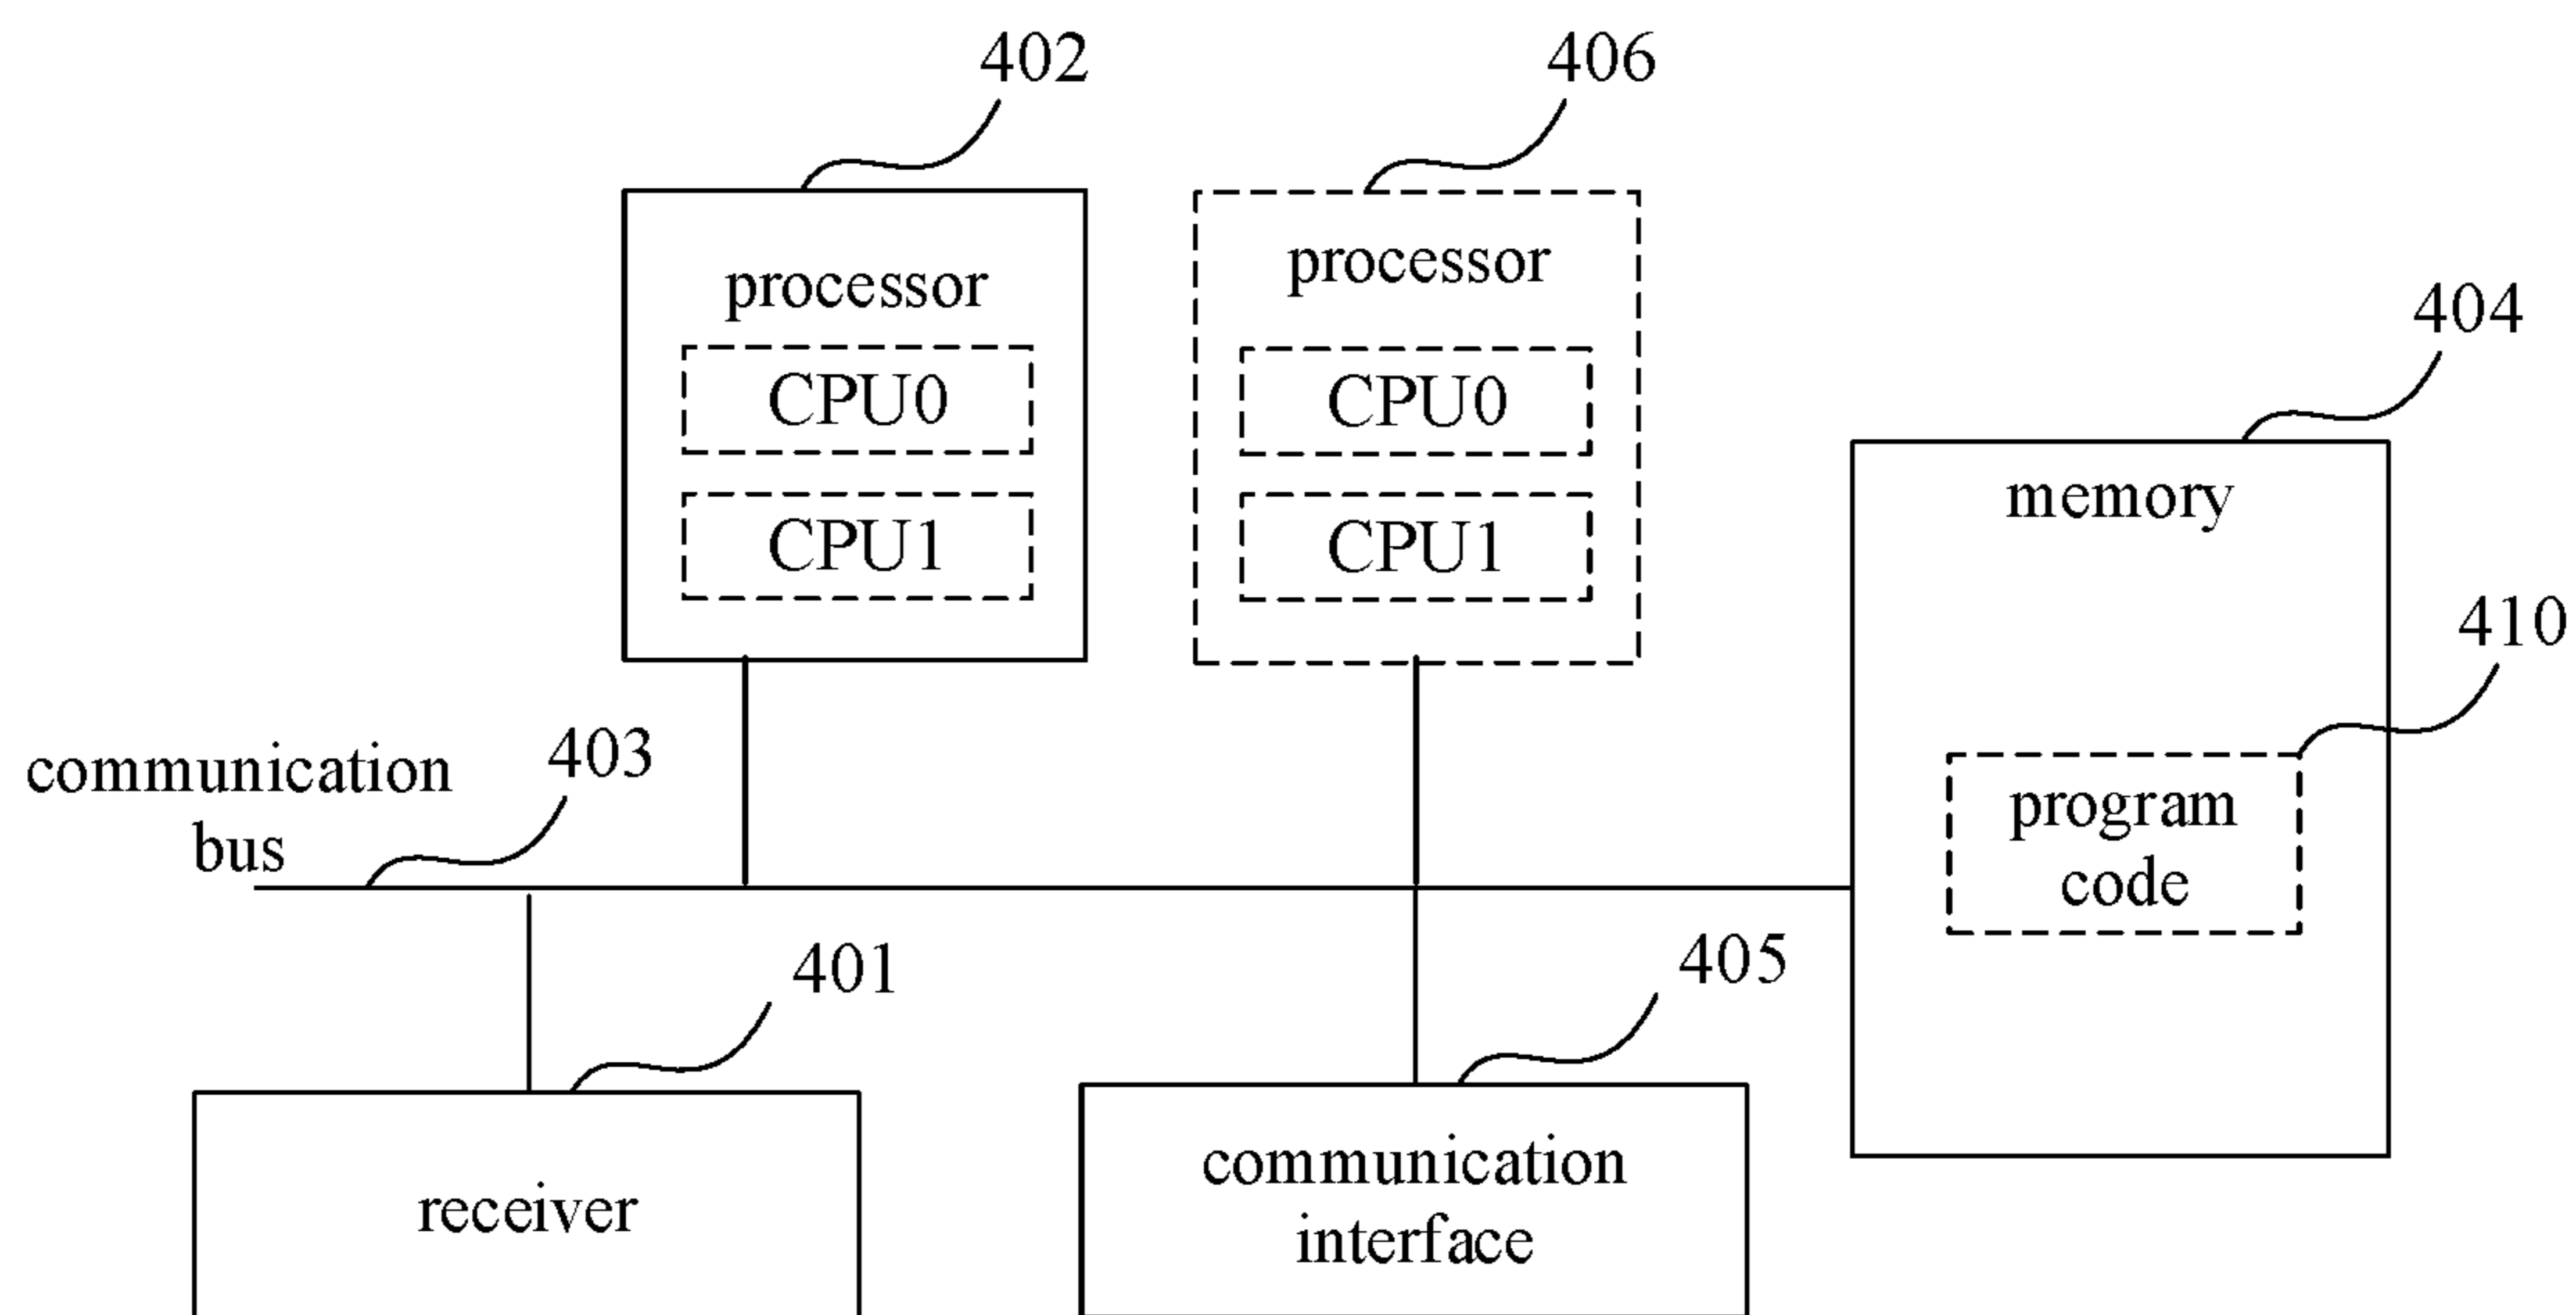 402
406
processor
CPU0
CPU1
processor
CPU0
CPU1
404
memory
410
program
code
communication
bus
403
401
receiver
405
communication
interface